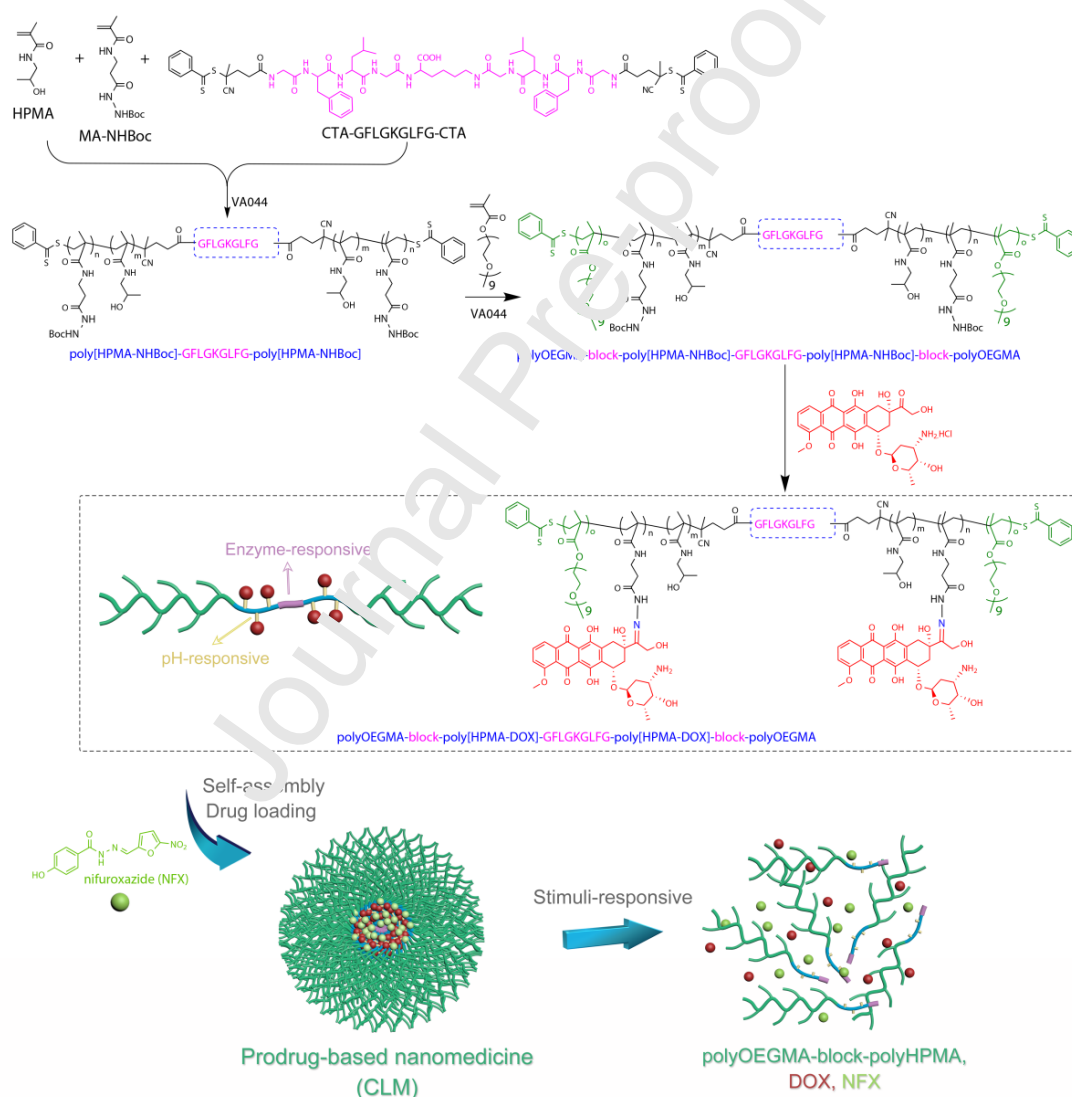 HPMA
+
MA-NHBoc
+
CTA-GFLGKGLFG-CTA
VA044
GFLGKGLFG
poly[HPMA-NHBoc]-GFLGKGLFG-poly[HPMA-NHBoc]
VA044
GFLGKGLFG
polyOEGMA-block-poly[HPMA-NHBoc]-GFLGKGLFG-poly[HPMA-NHBoc]-block-polyOEGMA
GFLGKGLFG
Enzyme-responsive
pH-responsive
polyOEGMA-block-poly[HPMA-DOX]-GFLGKGLFG-poly[HPMA-DOX]-block-polyOEGMA
Self-assembly
Drug loading
nifuroxazide (NFX)
Stimuli-responsive
Prodrug-based nanomedicine
(CLM)
polyOEGMA-block-polyHPMA,
DOX, NFX
Journal Pre-proo